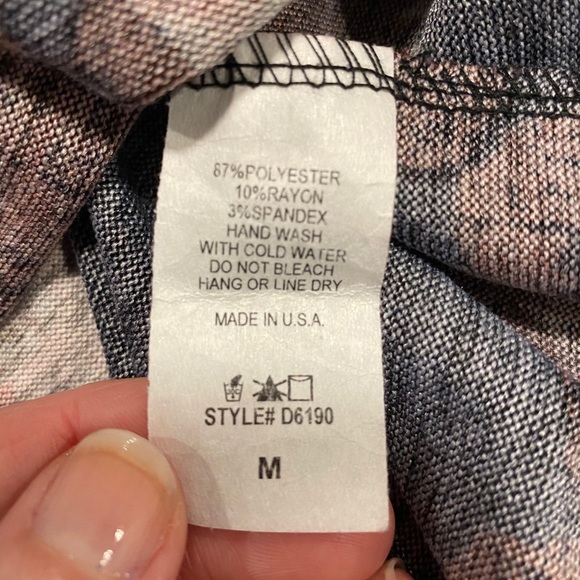 87%POLYESTER
10%RAYON
3%SPANDEX
HAND WASH
WITH COLD WATER
DO NOT BLEACH
HANG OR LINE DRY
MADE IN U.S.A.
STYLE# D6190
M